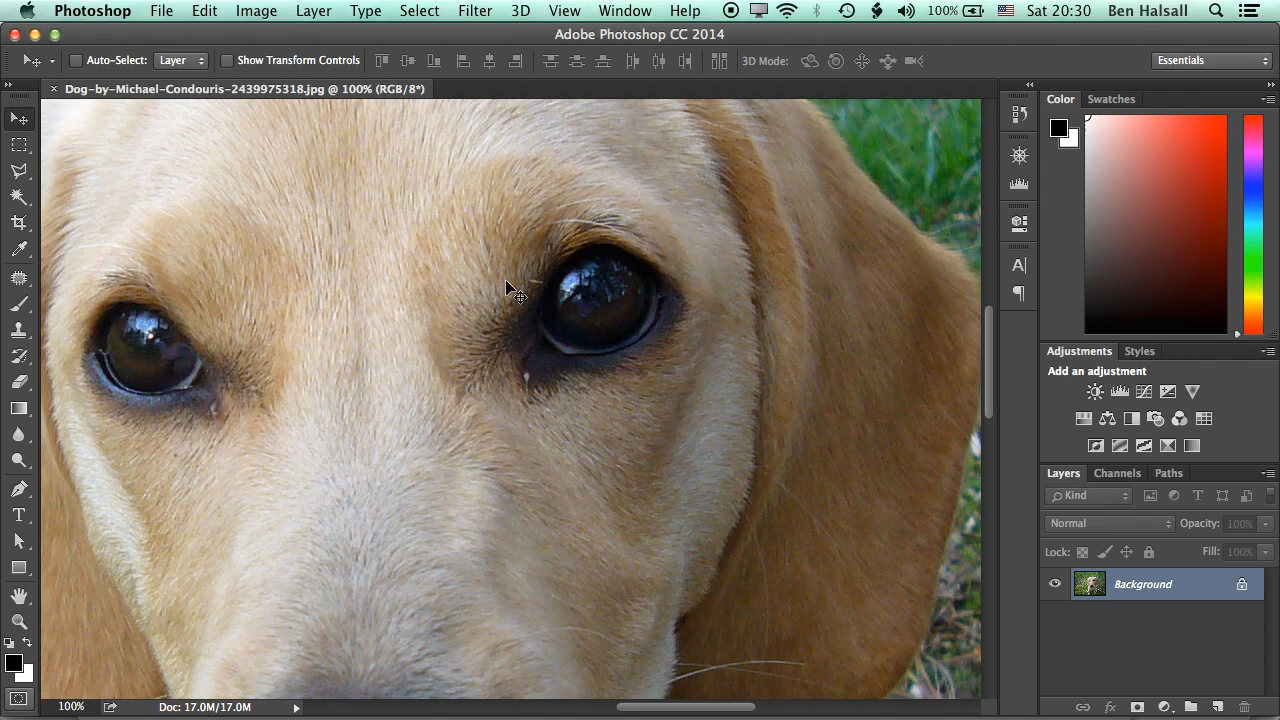 Photoshop File Edit Image Layer Type Select Filter 3D View Window Help 100% Sat 20:30 Ben Halsall
Adobe Photoshop CC 2014
Auto-Select: Layer Show Transform Controls 3D Mode: Essentials
Dog-by-Michael-Condouris-2439975318.jpg @ 100% (RGB/8*)
Color Swatches
Adjustments Styles
Add an adjustment
Layers Channels Paths
Kind
Normal Opacity: 100%
Lock: Fill: 100%
Background
100% Doc: 17.0M/17.0M